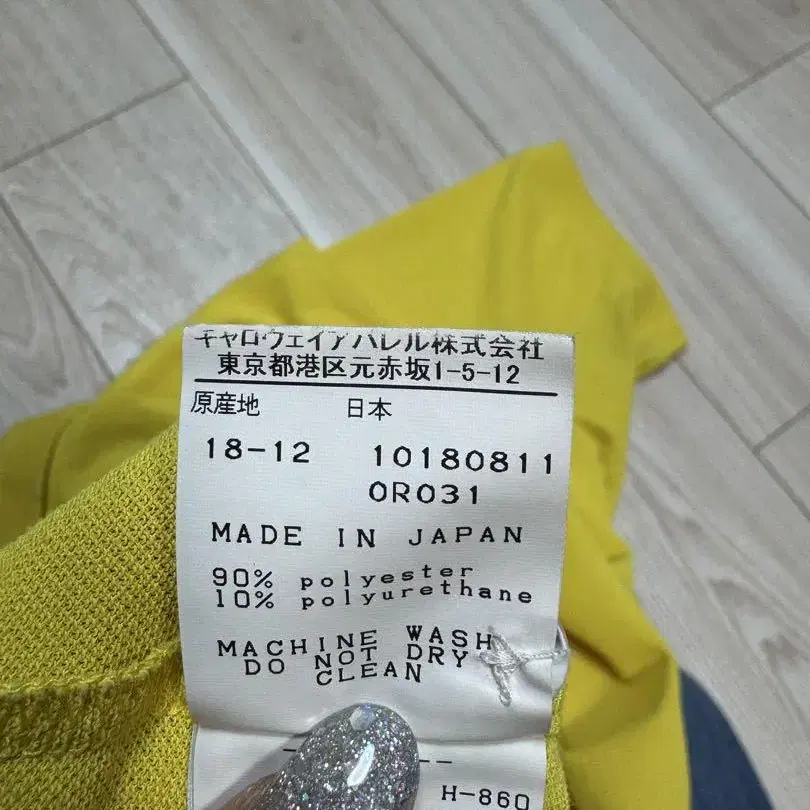 キャロウェイアパレル株式会社
東京都港区元赤坂1-5-12
原産地 日本
18-12 10180811
0R031
MADE IN JAPAN
90% polyester
10% polyurethane
MACHINE WASH
DO NOT DRY
CLEAN
H-860